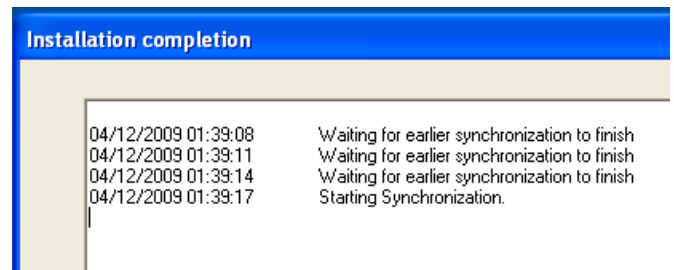 Installation completion
04/12/2009 01:39:08 Waiting for earlier synchronization to finish
04/12/2009 01:39:11 Waiting for earlier synchronization to finish
04/12/2009 01:39:14 Waiting for earlier synchronization to finish
04/12/2009 01:39:17 Starting Synchronization.